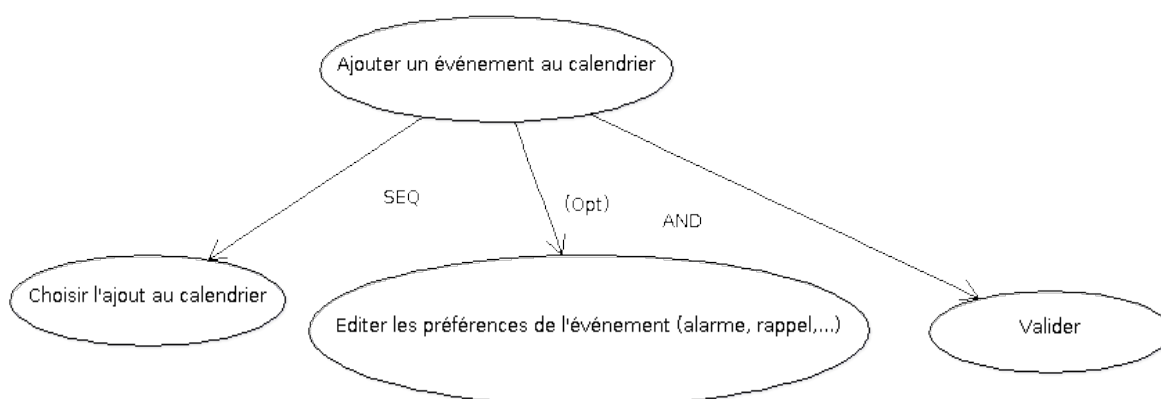 Ajouter un événement au calendrier
SEQ
(Opt)
AND
Choisir l'ajout au calendrier
Editer les préférences de l'événement (alarme, rappel,...)
Valider